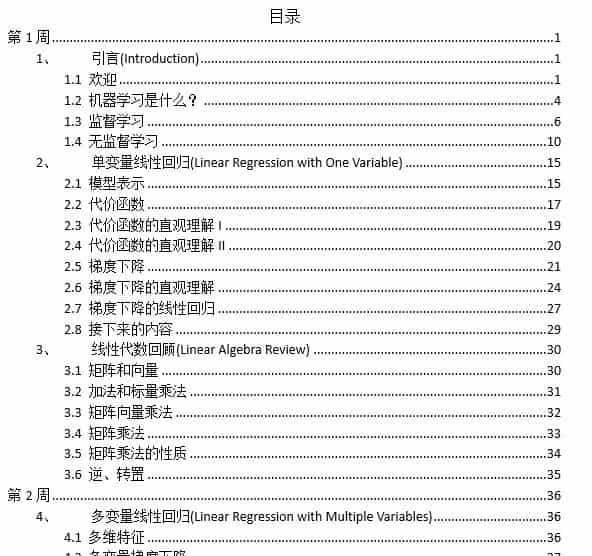 目录
第 1 周 1
1、 引言(Introduction) 1
1.1 欢迎 1
1.2 机器学习是什么？ 4
1.3 监督学习 6
1.4 无监督学习 10
2、 单变量线性回归(Linear Regression with One Variable) 15
2.1 模型表示 15
2.2 代价函数 17
2.3 代价函数的直观理解 I 19
2.4 代价函数的直观理解 II 20
2.5 梯度下降 21
2.6 梯度下降的直观理解 24
2.7 梯度下降的线性回归 27
2.8 接下来的内容 29
3、 线性代数回顾(Linear Algebra Review) 30
3.1 矩阵和向量 30
3.2 加法和标量乘法 31
3.3 矩阵向量乘法 32
3.4 矩阵乘法 33
3.5 矩阵乘法的性质 34
3.6 逆、转置 35
第 2 周 36
4、 多变量线性回归(Linear Regression with Multiple Variables) 36
4.1 多维特征 36